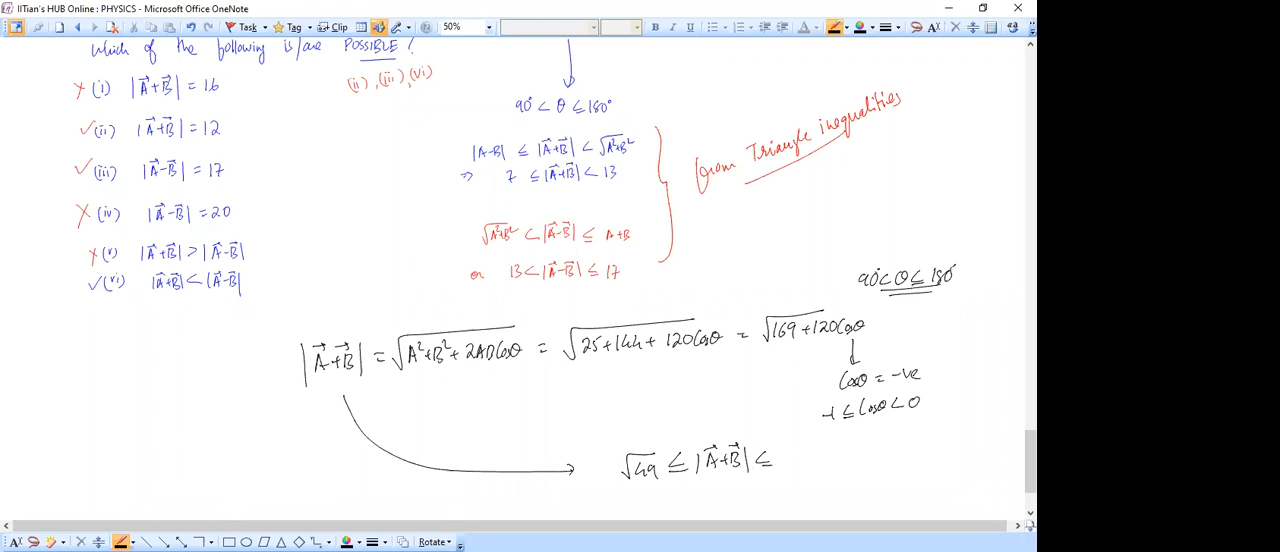 IITian's HUB Online : PHYSICS - Microsoft Office OneNote
Task Tag Clip 50%
Which of the following is/are POSSIBLE?
(ii), (iii), (vi)
✗ (i) |A⃗+B⃗| = 16
✓ (ii) |A⃗+B⃗| = 12
✓ (iii) |A⃗-B⃗| = 17
✗ (iv) |A⃗-B⃗| = 20
✗ (v) |A⃗+B⃗| > |A⃗-B⃗|
✓ (vi) |A⃗+B⃗| < |A⃗-B⃗|
90° < θ ≤ 180°
|A-B| ≤ |A⃗+B⃗| < √(A²+B²)
⇒ 7 ≤ |A⃗+B⃗| < 13
√(A²+B²) < |A⃗-B⃗| ≤ A+B
or 13 < |A⃗-B⃗| ≤ 17
from Triangle inequalities
90° < θ ≤ 180°
|A⃗+B⃗| = √(A²+B²+2ABCosθ) = √(25+144+120Cosθ) = √(169+120Cosθ)
Cosθ = -ve
-1 ≤ Cosθ < 0
√49 ≤ |A⃗+B⃗| ≤
Rotate